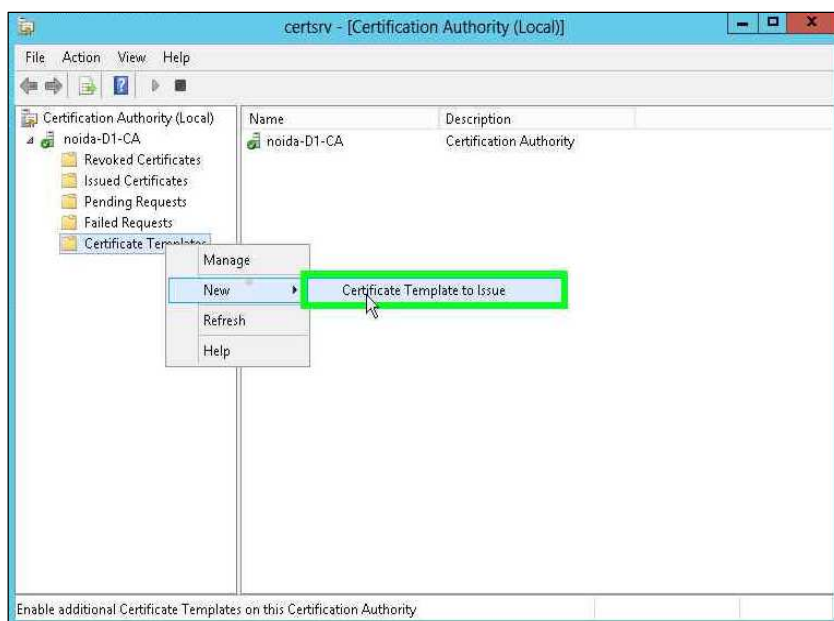 certsrv - [Certification Authority (Local)]
File Action View Help
Certification Authority (Local)
noida-D1-CA
Revoked Certificates
Issued Certificates
Pending Requests
Failed Requests
Certificate Templates
Name Description
noida-D1-CA Certification Authority
Manage
New
Certificate Template to Issue
Refresh
Help
Enable additional Certificate Templates on this Certification Authority